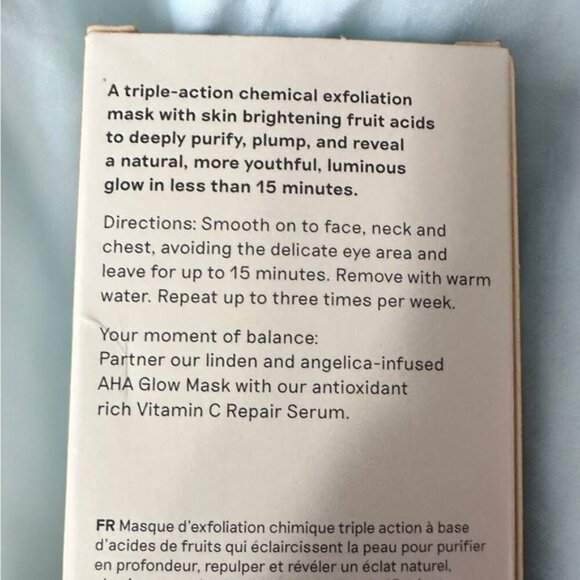 A triple-action chemical exfoliation
mask with skin brightening fruit acids
to deeply purify, plump, and reveal
a natural, more youthful, luminous
glow in less than 15 minutes.
Directions: Smooth on to face, neck and
chest, avoiding the delicate eye area and
leave for up to 15 minutes. Remove with warm
water. Repeat up to three times per week.
Your moment of balance:
Partner our linden and angelica-infused
AHA Glow Mask with our antioxidant
rich Vitamin C Repair Serum.
FR Masque d'exfoliation chimique triple action à base
d'acides de fruits qui éclaircissent la peau pour purifier
en profondeur, repulper et révéler un éclat naturel,